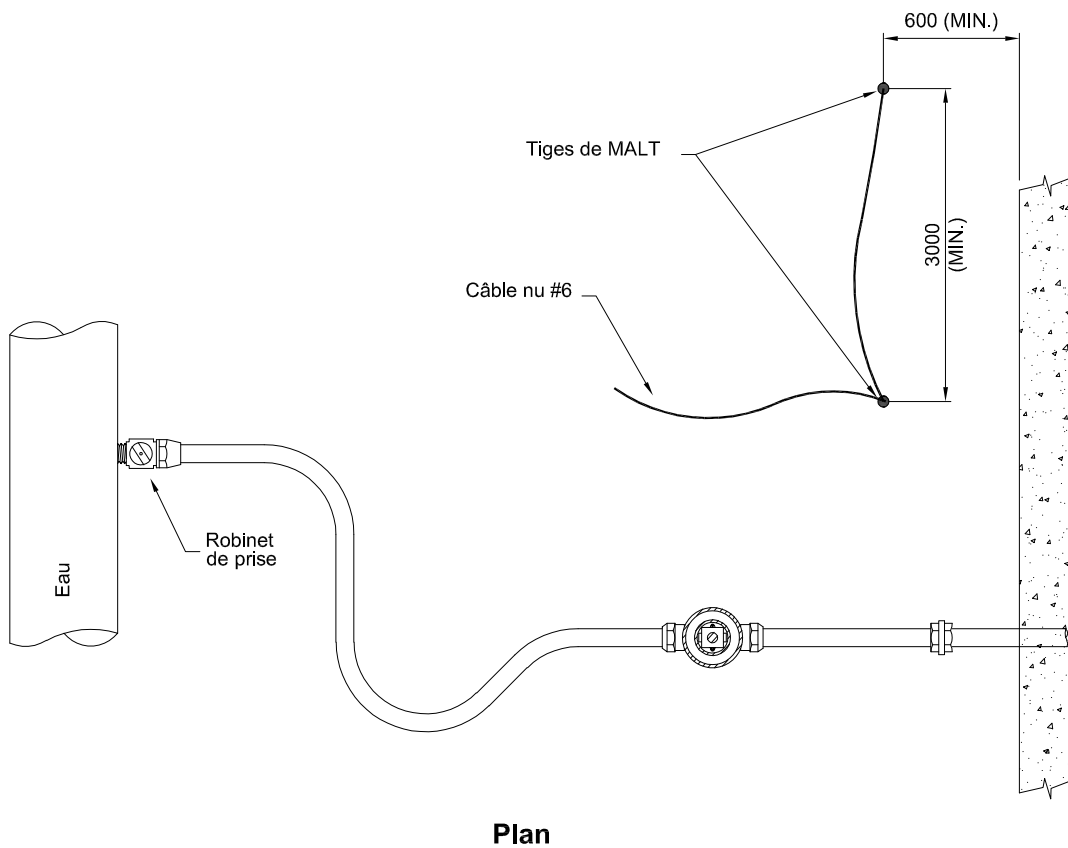 600 (MIN.)
Tiges de MALT
3000
(MIN.)
Câble nu #6
Robinet
de prise
Eau
Plan